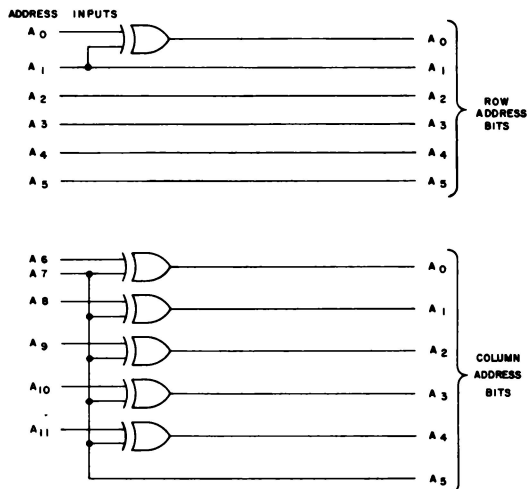 ADDRESS INPUTS
A0 A0
A1 A1
A2 A2
A3 A3
A4 A4
A5 A5
ROW
ADDRESS
BITS
A6 A0
A7
A8 A1
A9 A2
A10 A3
A11 A4
A5
COLUMN
ADDRESS
BITS